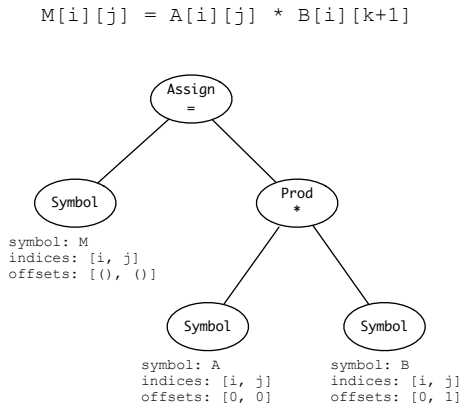 M[i][j] = A[i][j] * B[i][k+1]
Assign
=
Symbol
symbol: M
indices: [i, j]
offsets: [(), ()]
Prod
*
Symbol
symbol: A
indices: [i, j]
offsets: [0, 0]
Symbol
symbol: B
indices: [i, j]
offsets: [0, 1]